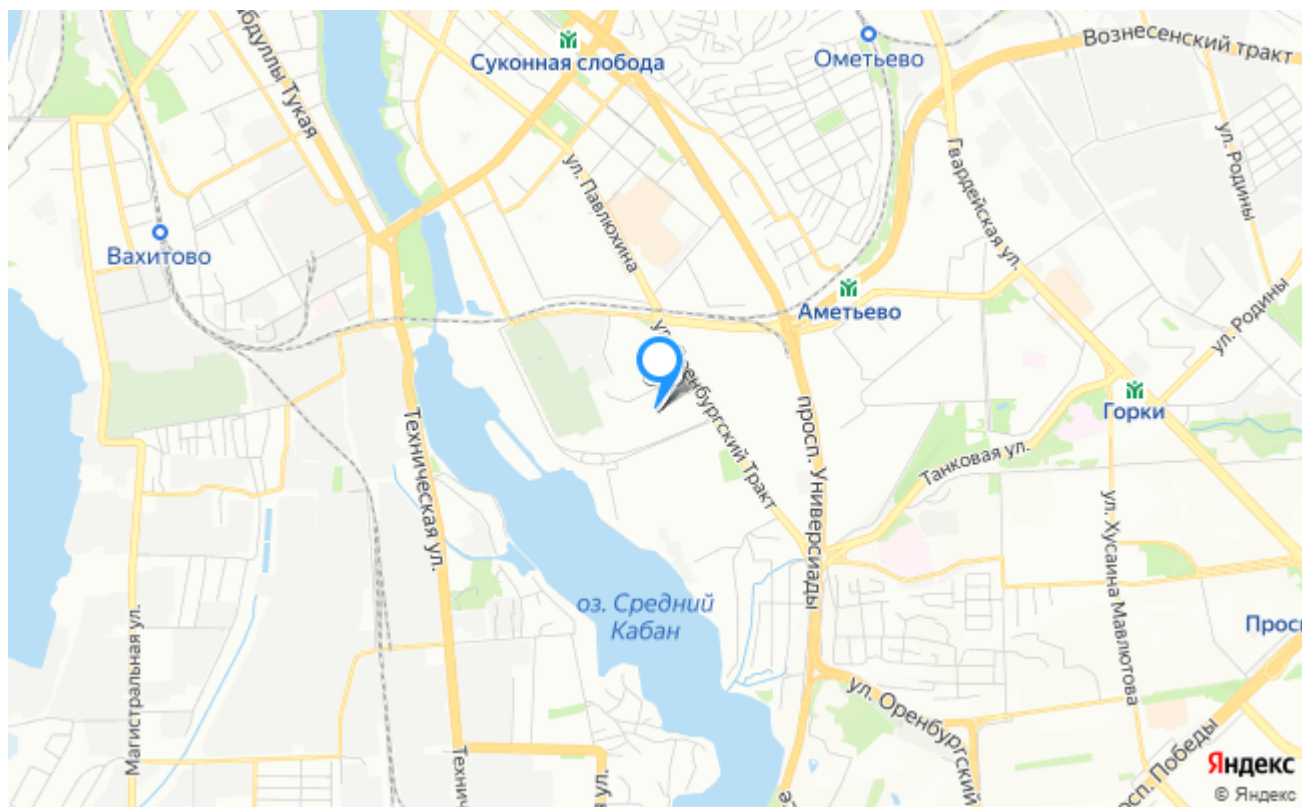 Абдуллы Тукая
Суконная слобода
Ометьево
Вознесенский тракт
ул. Родины
Гвардейская ул.
ул. Павлюхина
Вахитово
Аметьево
ул. Родины
ул. Оренбургский Тракт
Горки
Техническая ул.
просп. Универсиады
Танковая ул.
ул. Хусаина Мавлютова
оз. Средний
Кабан
Магистральная ул.
Просп
ул. Оренбургский
просп. Победы
Технич
ул.
Яндекс
© Яндекс